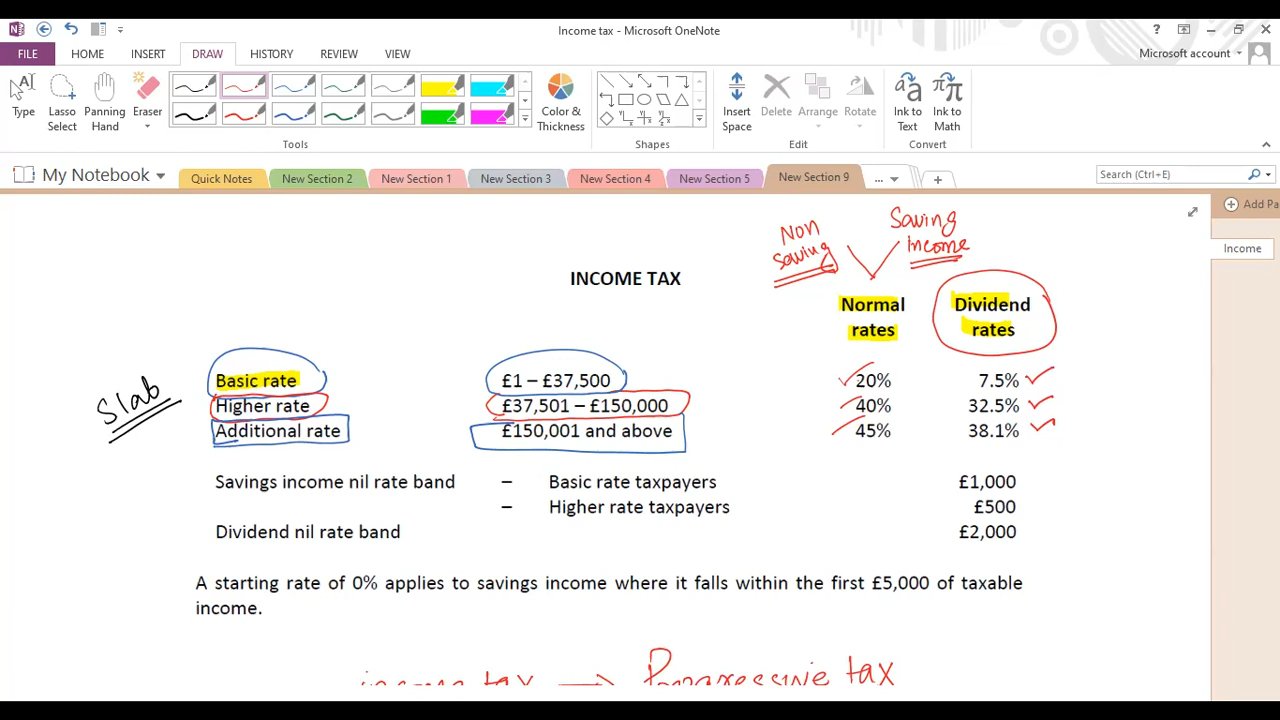 Income tax - Microsoft OneNote
FILE HOME INSERT DRAW HISTORY REVIEW VIEW
Microsoft account
Type
Lasso Select
Panning Hand
Eraser
Color & Thickness
Insert Space
Delete
Arrange
Rotate
Ink to Text
Ink to Math
Tools
Shapes
Edit
Convert
My Notebook
Quick Notes
New Section 2
New Section 1
New Section 3
New Section 4
New Section 5
New Section 9
...
Search (Ctrl+E)
Add Pa
Income
Non saving
Saving income
INCOME TAX
Normal rates
Dividend rates
Slab
Basic rate £1 – £37,500 20% 7.5%
Higher rate £37,501 – £150,000 40% 32.5%
Additional rate £150,001 and above 45% 38.1%
Savings income nil rate band – Basic rate taxpayers £1,000
– Higher rate taxpayers £500
Dividend nil rate band £2,000
A starting rate of 0% applies to savings income where it falls within the first £5,000 of taxable
income.
income tax → Progressive tax